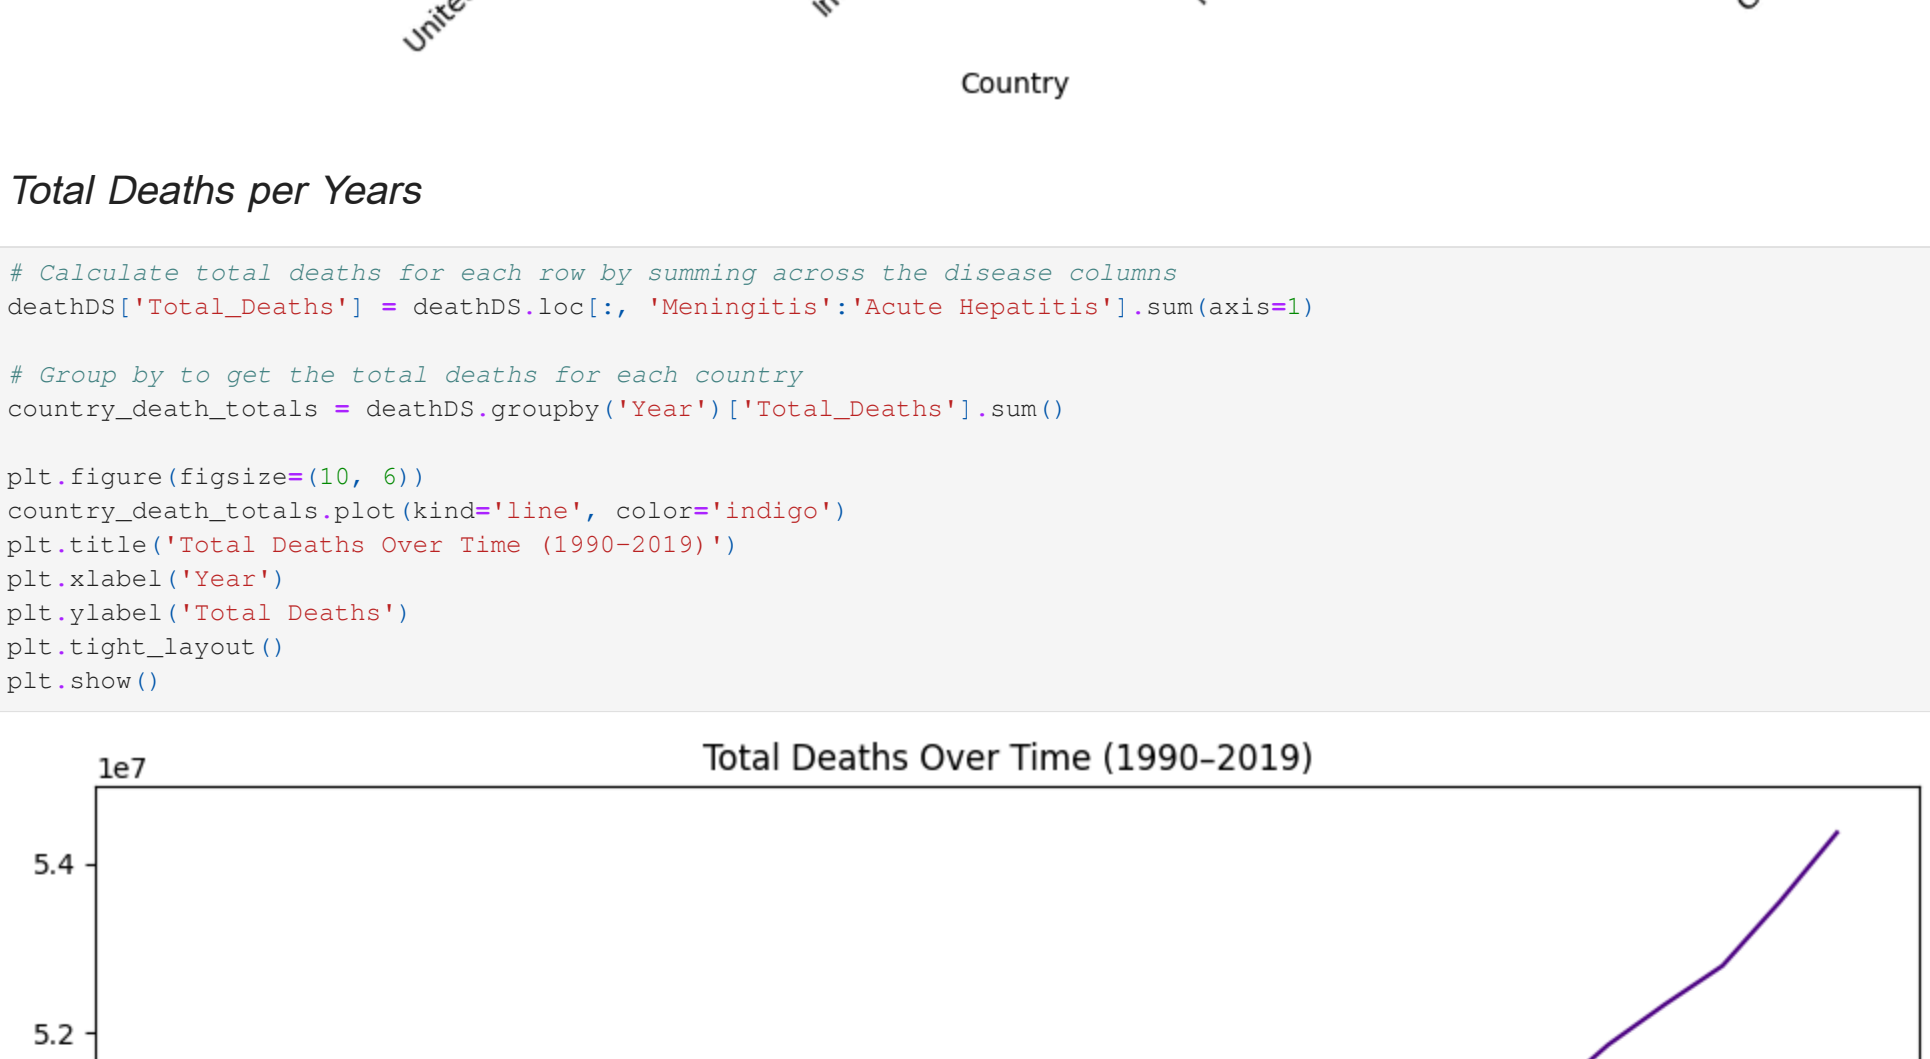 Country
Total Deaths per Years
# Calculate total deaths for each row by summing across the disease columns
deathDS['Total_Deaths'] = deathDS.loc[:, 'Meningitis':'Acute Hepatitis'].sum(axis=1)
# Group by to get the total deaths for each country
country_death_totals = deathDS.groupby('Year')['Total_Deaths'].sum()
plt.figure(figsize=(10, 6))
country_death_totals.plot(kind='line', color='indigo')
plt.title('Total Deaths Over Time (1990–2019)')
plt.xlabel('Year')
plt.ylabel('Total Deaths')
plt.tight_layout()
plt.show()
Total Deaths Over Time (1990–2019)
1e7
5.4
5.2